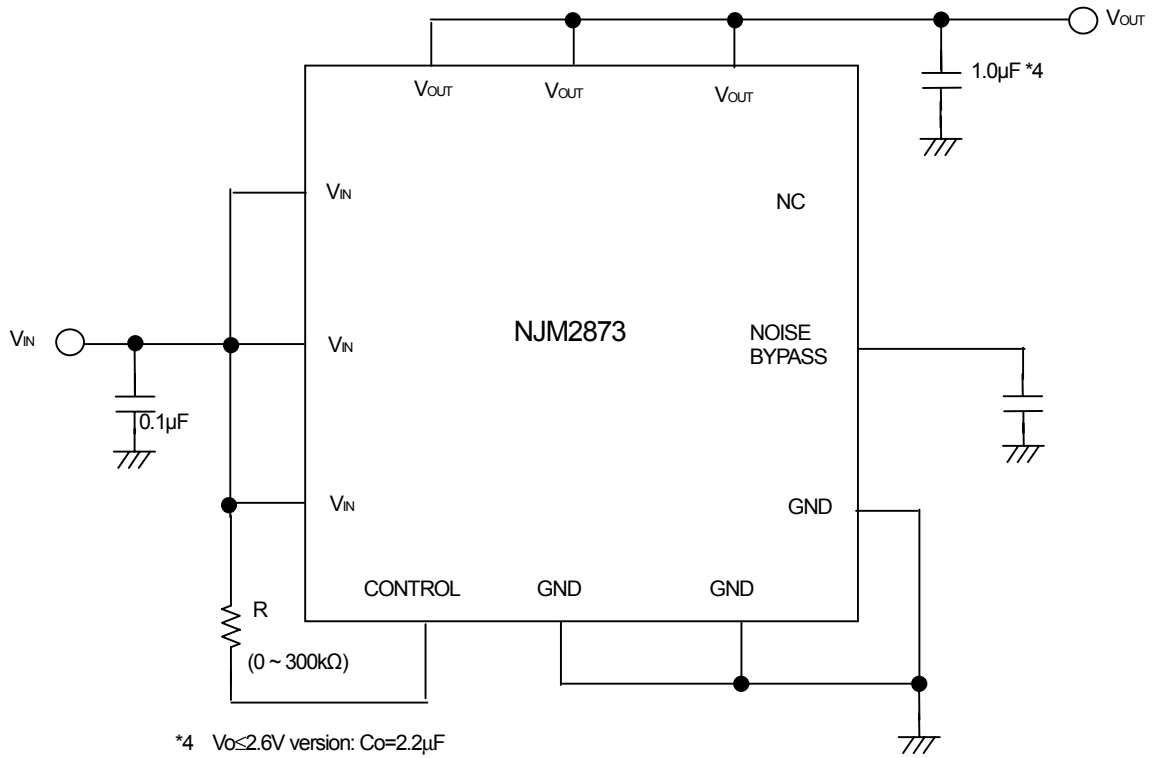 VOUT
1.0µF *4
VOUT VOUT VOUT
VIN
NC
VIN
VIN
NJM2873
NOISE
BYPASS
0.1µF
VIN
GND
CONTROL GND GND
R
(0 ~ 300kΩ)
*4 Vo≤2.6V version: Co=2.2µF